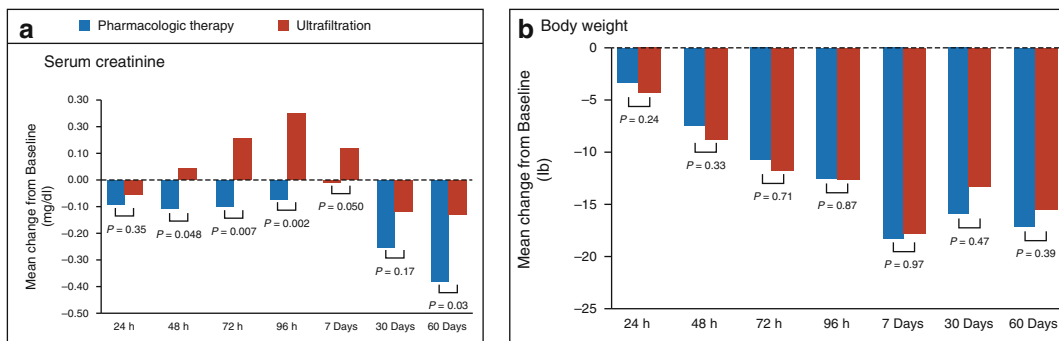 a
Pharmacologic therapy
Ultrafiltration
Serum creatinine
Mean change from Baseline
(mg/dl)
0.30
0.30
0.10
0.00
–0.10
–0.20
–0.30
–0.40
–0.50
P = 0.35
P = 0.048
P = 0.007
P = 0.002
P = 0.050
P = 0.17
P = 0.03
24 h
48 h
72 h
96 h
7 Days
30 Days
60 Days
b
Body weight
Mean change from Baseline
(lb)
0
–5
–10
–15
–20
–25
P = 0.24
P = 0.33
P = 0.71
P = 0.87
P = 0.97
P = 0.47
P = 0.39
24 h
48 h
72 h
96 h
7 Days
30 Days
60 Days